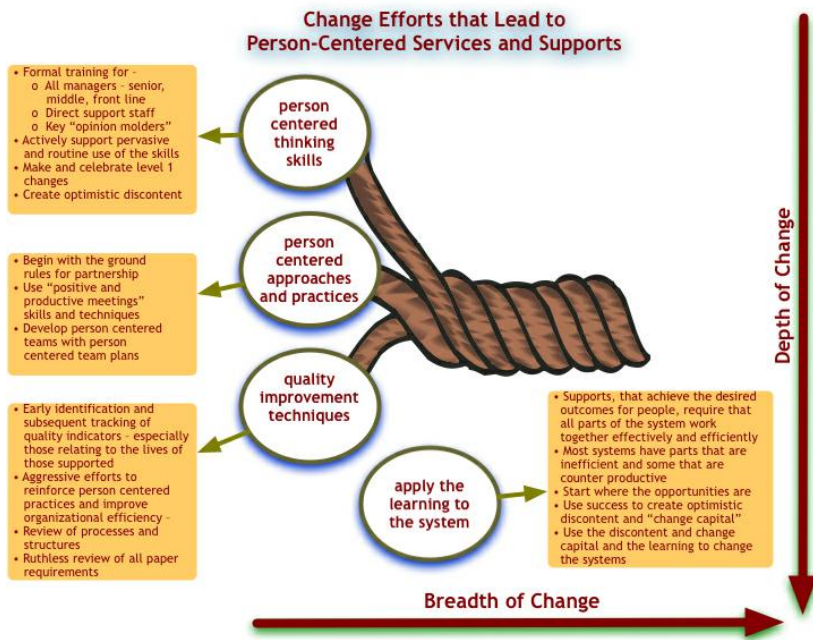 Change Efforts that Lead to
Person-Centered Services and Supports
• Formal training for -
o All managers - senior,
middle, front line
o Direct support staff
o Key "opinion molders"
• Actively support pervasive
and routine use of the skills
• Make and celebrate level 1
changes
• Create optimistic discontent
person
centered
thinking
skills
• Begin with the ground
rules for partnership
• Use "positive and
productive meetings"
skills and techniques
• Develop person centered
teams with person
centered team plans
person
centered
approaches
and practices
• Early identification and
subsequent tracking of
quality indicators - especially
those relating to the lives of
those supported
• Aggressive efforts to
reinforce person centered
practices and improve
organizational efficiency -
• Review of processes and
structures
• Ruthless review of all paper
requirements
quality
improvement
techniques
apply the
learning to
the system
• Supports, that achieve the desired
outcomes for people, require that
all parts of the system work
together effectively and efficiently
• Most systems have parts that are
inefficient and some that are
counter productive
• Start where the opportunities are
• Use success to create optimistic
discontent and "change capital"
• Use the discontent and change
capital and the learning to change
the systems
Depth of Change
Breadth of Change